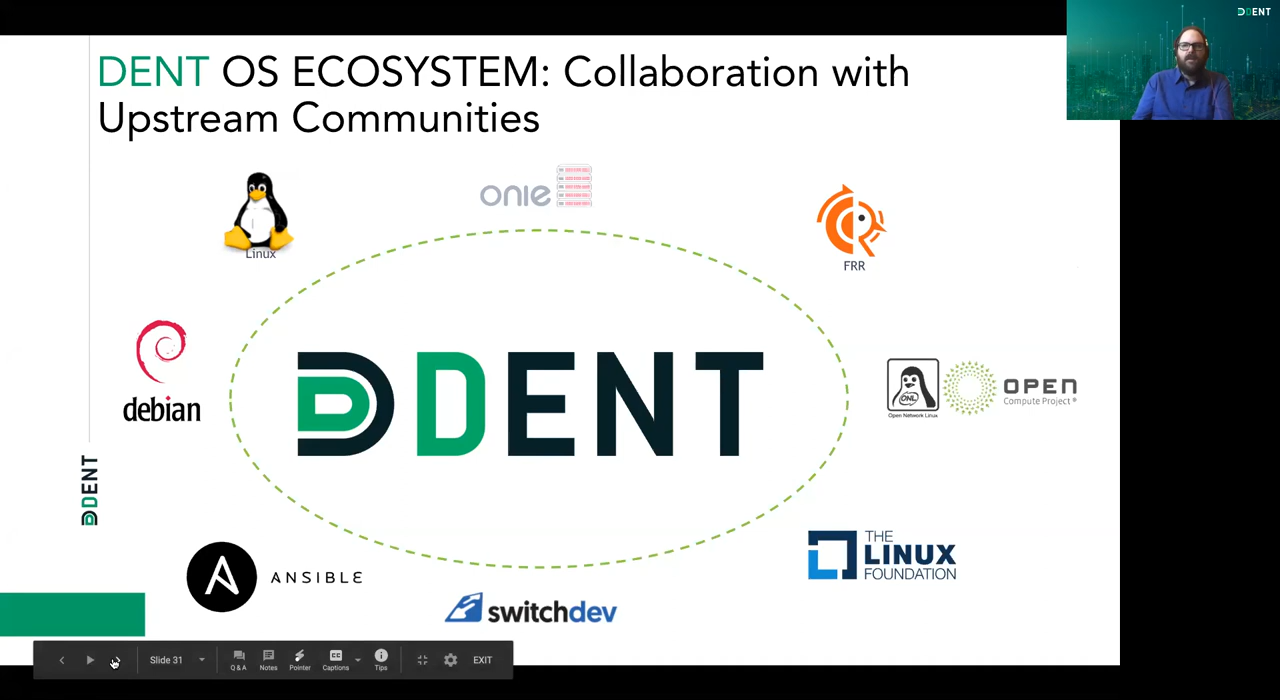 DENT
DENT OS ECOSYSTEM: Collaboration with
Upstream Communities
Linux
onie
FRR
debian
DENT
ONL
Open Network Linux
OPEN
Compute Project®
DENT
ANSIBLE
switchdev
THE
LINUX
FOUNDATION
Slide 31
Q & A
Notes
Pointer
CC
Captions
Tips
EXIT